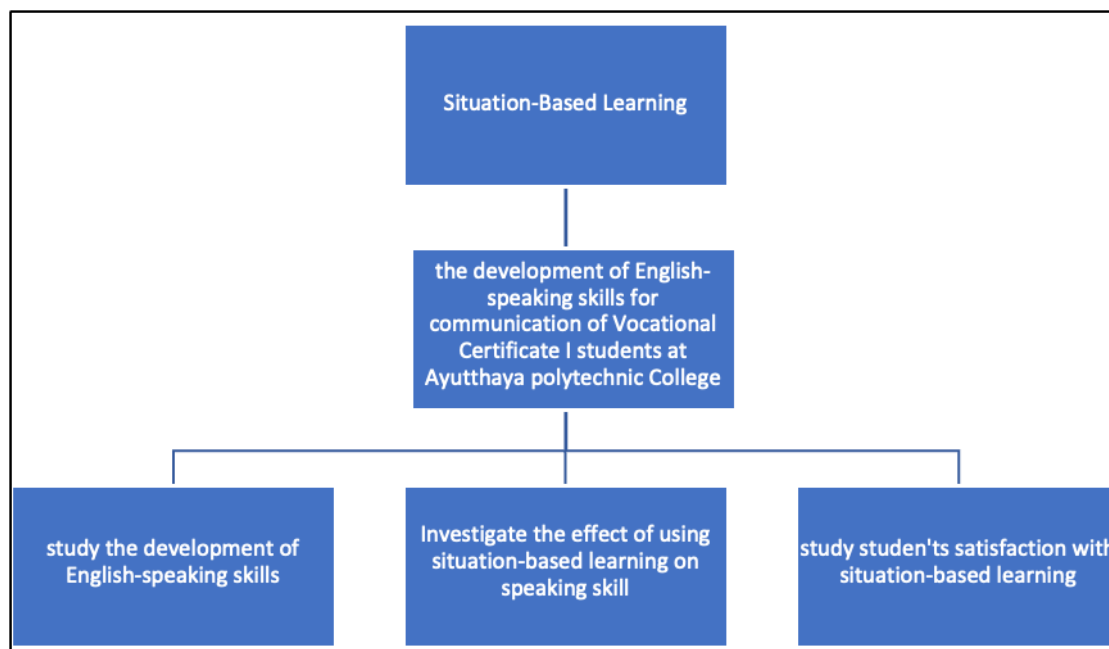 Situation-Based Learning
the development of English-
speaking skills for
communication of Vocational
Certificate I students at
Ayutthaya polytechnic College
study the development of
English-speaking skills
Investigate the effect of using
situation-based learning on
speaking skill
study studen'ts satisfaction with
situation-based learning